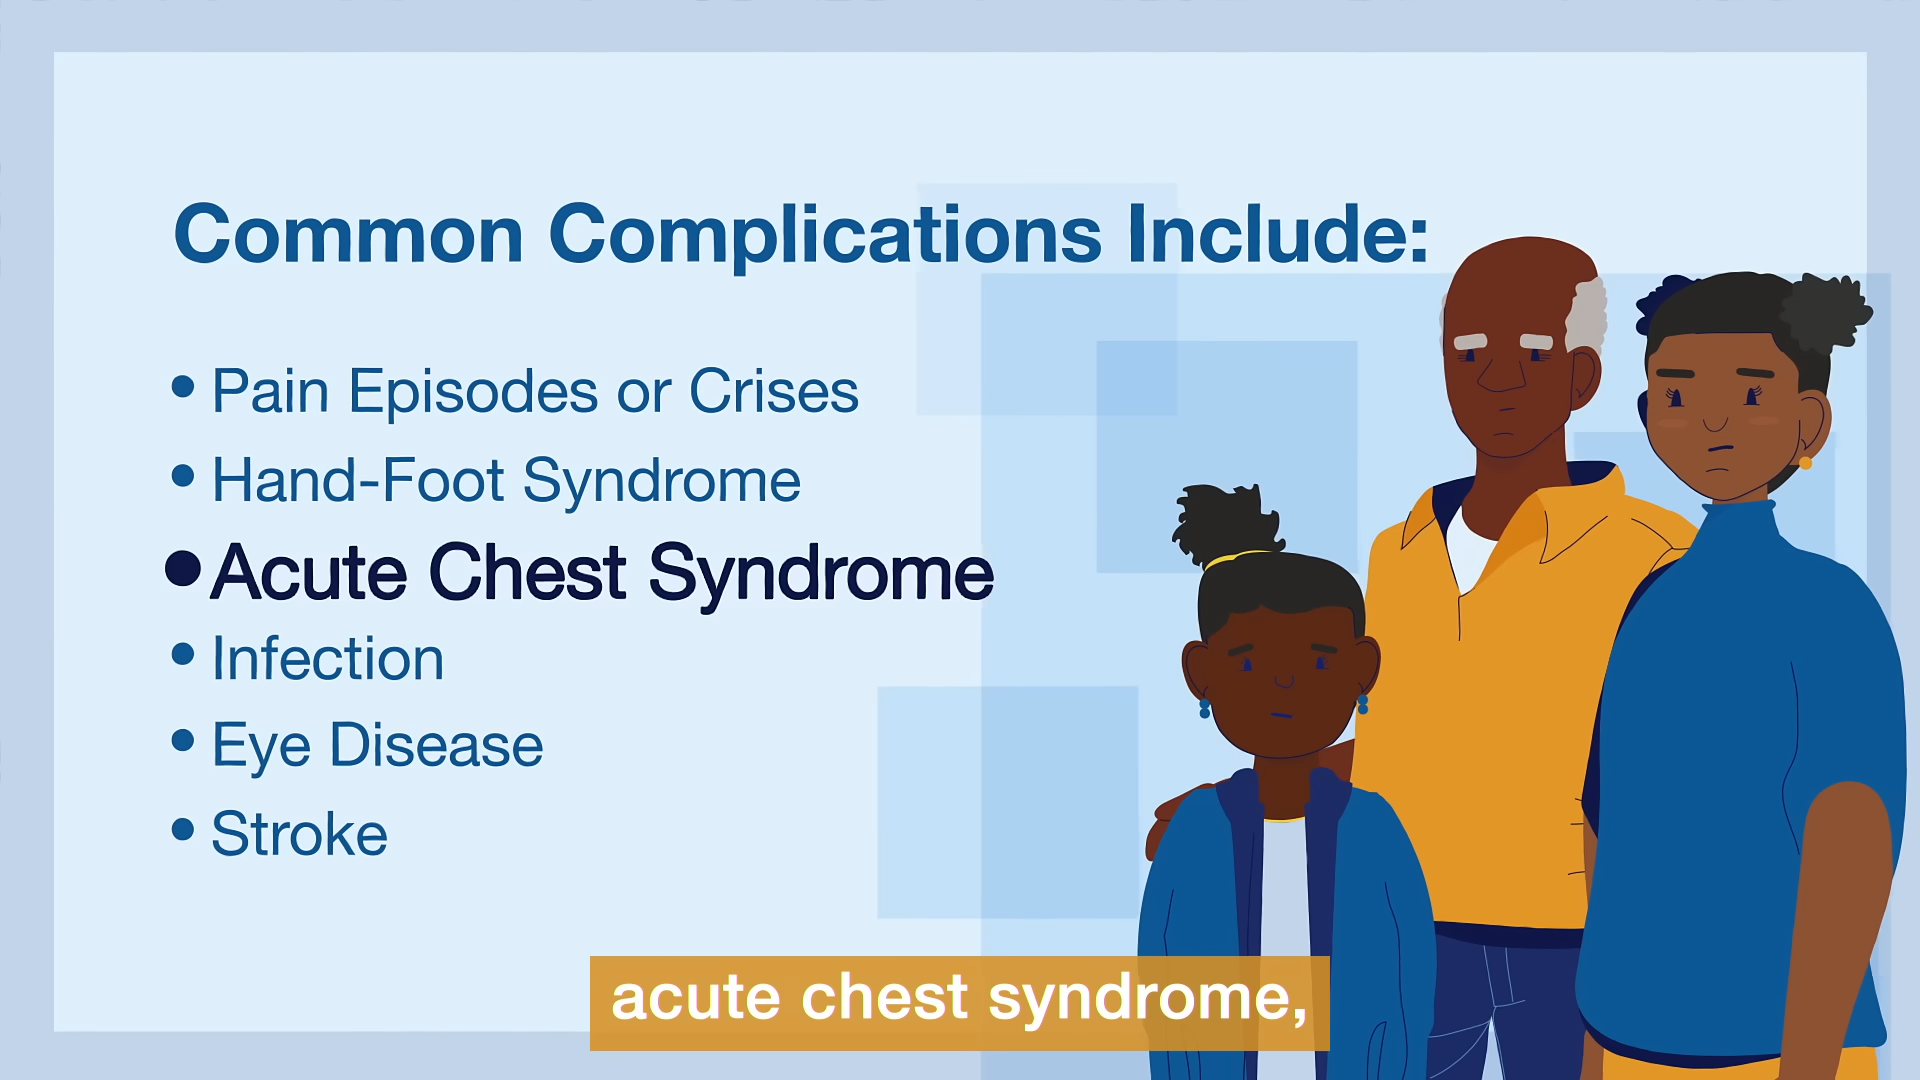 Common Complications Include:
• Pain Episodes or Crises
• Hand-Foot Syndrome
• Acute Chest Syndrome
• Infection
• Eye Disease
• Stroke
acute chest syndrome,